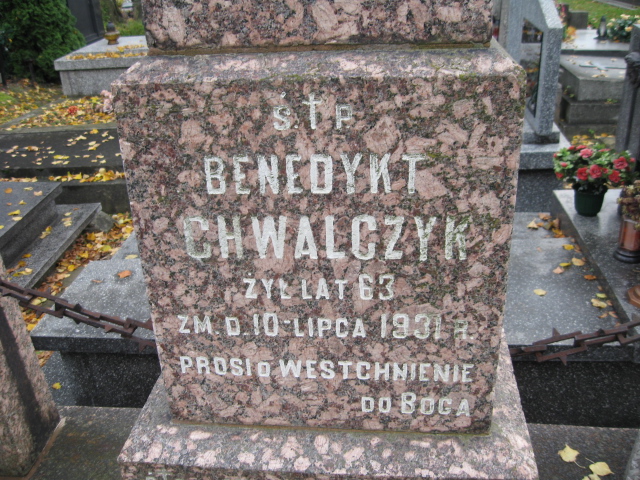 Ś.†P
BENEDYKT
CHWALCZYK
ŻYŁ LAT 63
ZM. D. 10-LIPCA 1931 R.
PROSI O WESTCHNIENIE
DO BOGA